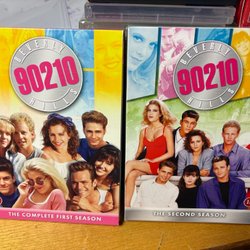 BEVERLY
90210
HILLS
THE COMPLETE FIRST SEASON
BEVERLY
90210
HILLS
THE SECOND SEASON